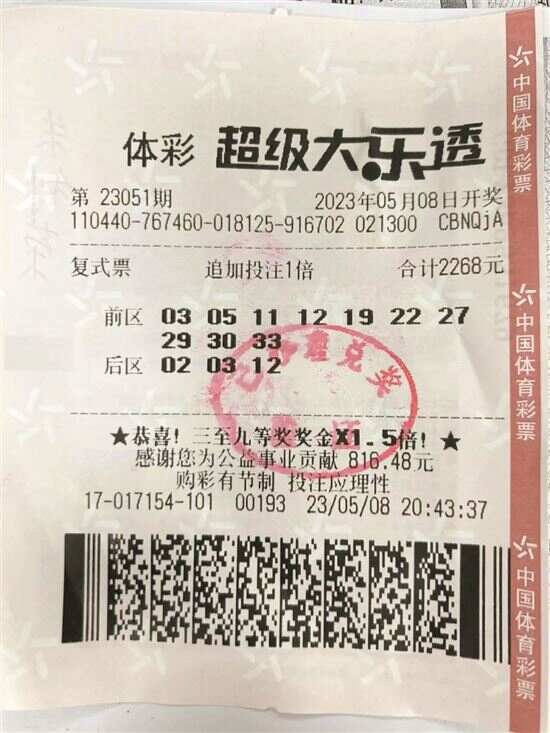 体彩 超级大乐透
第 23051期 2023年05月08日开奖
110440-767460-018125-916702 021300 CBNQjA
复式票 追加投注1倍 合计2268元
前区 03 05 11 12 19 22 27
29 30 33
后区 02 03 12
已办理兑奖
★恭喜! 三至九等奖奖金X1.5倍! ★
感谢您为公益事业贡献 816.48元
购彩有节制 投注应理性
17-017154-101 00193 23/05/08 20:43:37
中国体育彩票
中国体育彩票
中国体育彩票